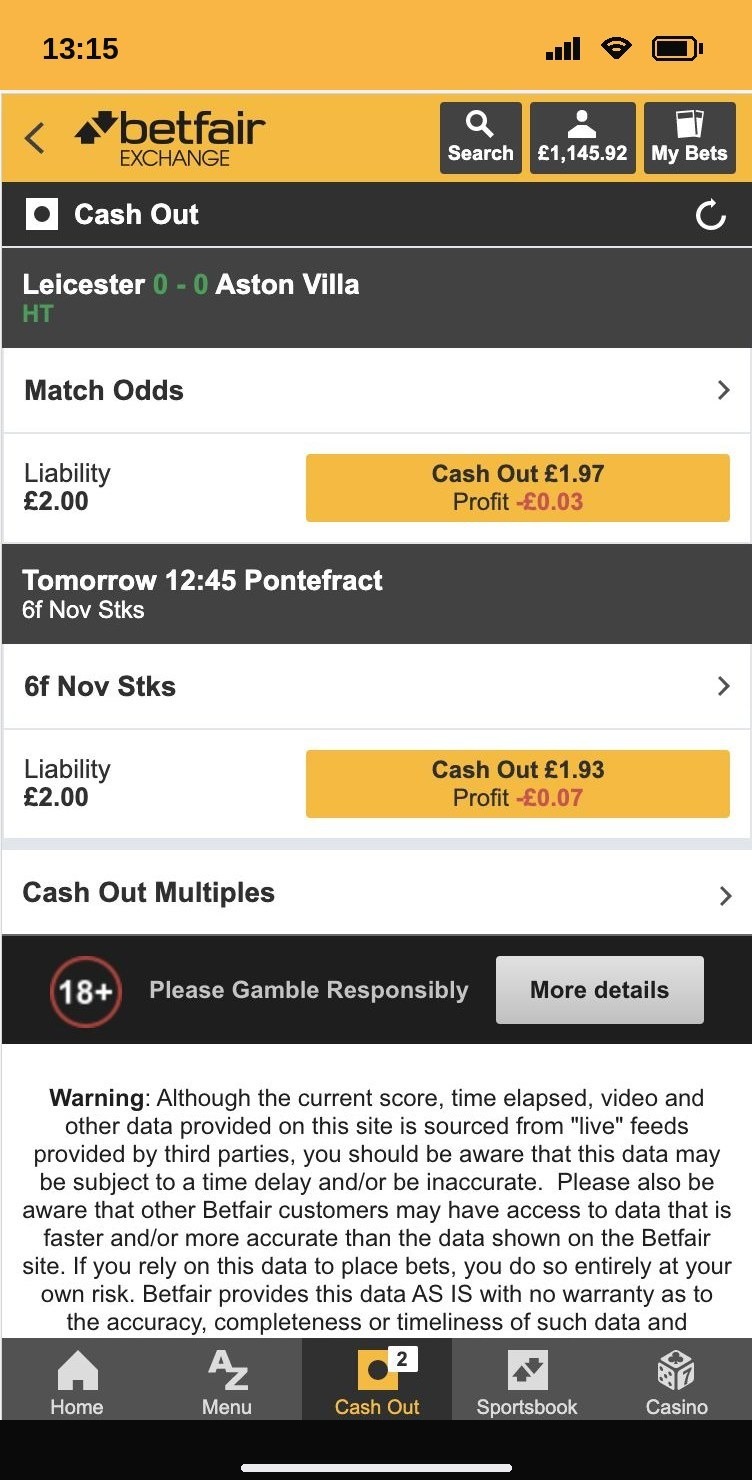 13:15
betfair
EXCHANGE
Search
£1,145.92
My Bets
Cash Out
Leicester 0 - 0 Aston Villa
HT
Match Odds
Liability
£2.00
Cash Out £1.97
Profit -£0.03
Tomorrow 12:45 Pontefract
6f Nov Stks
6f Nov Stks
Liability
£2.00
Cash Out £1.93
Profit -£0.07
Cash Out Multiples
18+
Please Gamble Responsibly
More details
Warning: Although the current score, time elapsed, video and
other data provided on this site is sourced from "live" feeds
provided by third parties, you should be aware that this data may
be subject to a time delay and/or be inaccurate.  Please also be
aware that other Betfair customers may have access to data that is
faster and/or more accurate than the data shown on the Betfair
site. If you rely on this data to place bets, you do so entirely at your
own risk. Betfair provides this data AS IS with no warranty as to
the accuracy, completeness or timeliness of such data and
AZ
2
7
Home
Menu
Cash Out
Sportsbook
Casino